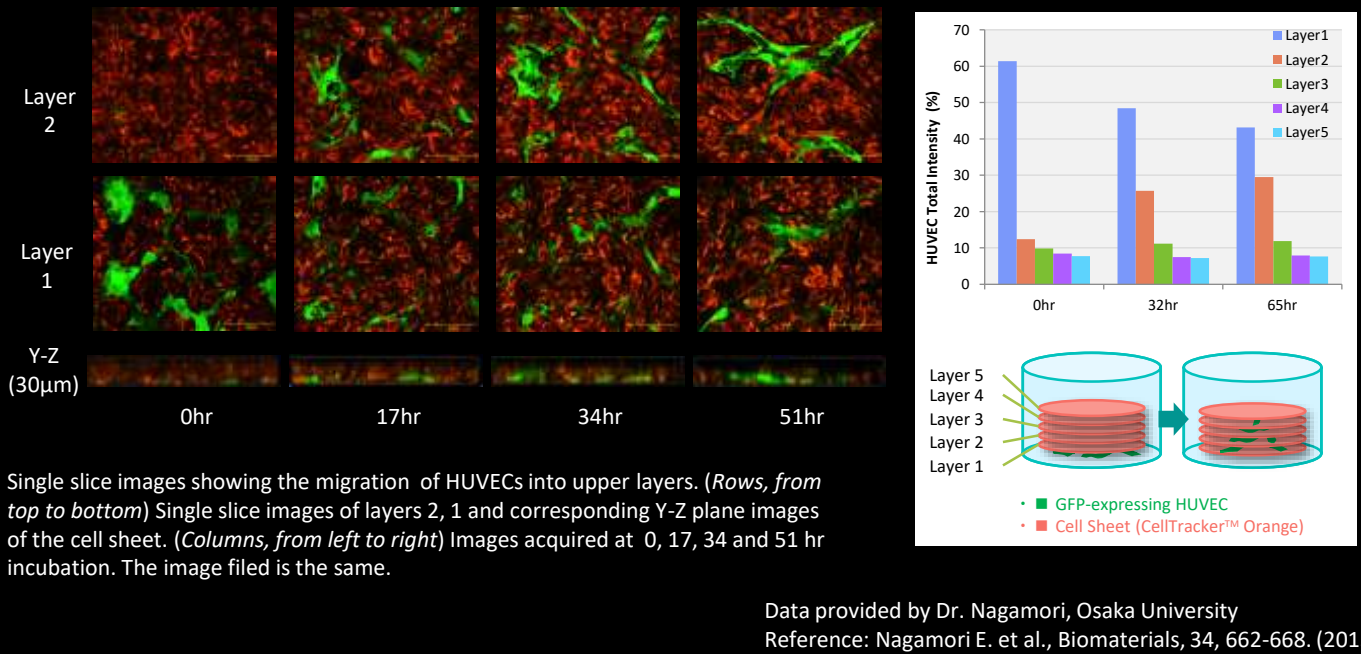 Layer
2
Layer
1
Y-Z
(30µm)
0hr
17hr
34hr
51hr
Single slice images showing the migration of HUVECs into upper layers. (Rows, from
top to bottom) Single slice images of layers 2, 1 and corresponding Y-Z plane images
of the cell sheet. (Columns, from left to right) Images acquired at 0, 17, 34 and 51 hr
incubation. The image filed is the same.
HUVEC Total Intensity (%)
70
60
50
40
30
20
10
0
Layer1
Layer2
Layer3
Layer4
Layer5
0hr
32hr
65hr
Layer 5
Layer 4
Layer 3
Layer 2
Layer 1
• ■ GFP-expressing HUVEC
• ■ Cell Sheet (CellTracker™ Orange)
Data provided by Dr. Nagamori, Osaka University
Reference: Nagamori E. et al., Biomaterials, 34, 662-668. (201